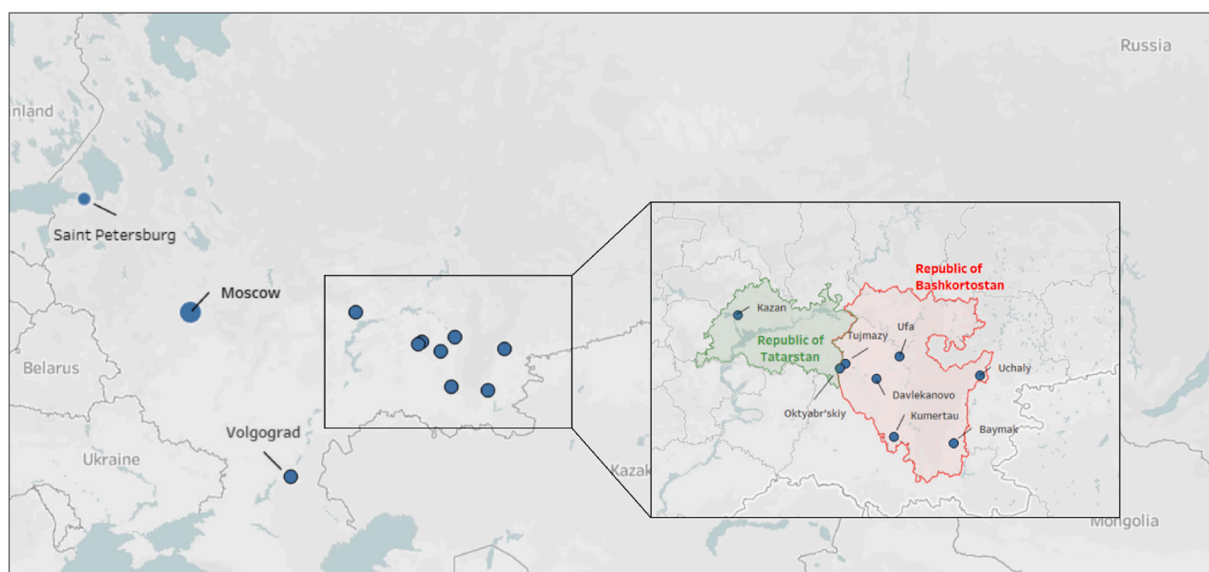 Russia
inland
Saint Petersburg
Moscow
Republic of
Bashkortostan
Kazan
Ufa
Tujmazy
Republic of
Tatarstan
Belarus
Uchaly
Davlekanovo
Oktyabr'skiy
Kumertau
Baymak
Volgograd
Ukraine
Kazak
Mongolia